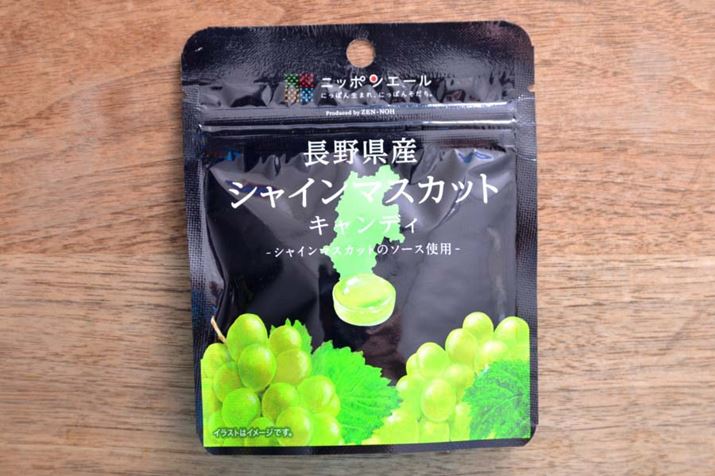 ニッポンエール
にっぽん生まれ、にっぽんそだち。
Produced by ZEN-NOH
長野県産
シャインマスカット
キャンディ
-シャインマスカットのソース使用-
イラストはイメージです。